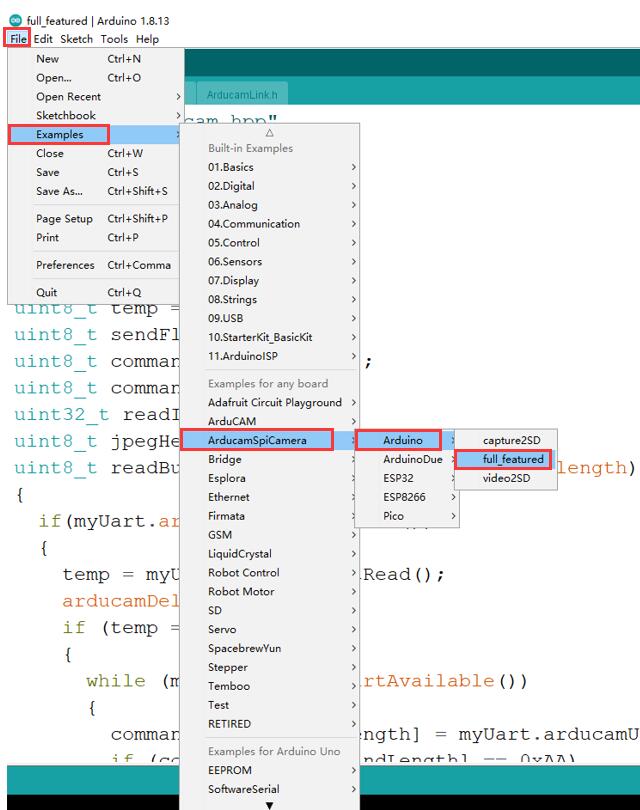 full_featured | Arduino 1.8.13
File Edit Sketch Tools Help
New Ctrl+N
Open... Ctrl+O
Open Recent
Sketchbook
Examples
Close Ctrl+W
Save Ctrl+S
Save As... Ctrl+Shift+S
Page Setup Ctrl+Shift+P
Print Ctrl+P
Preferences Ctrl+Comma
Quit Ctrl+Q
ArducamLink.h
cam.hpp"
Built-in Examples
01.Basics
02.Digital
03.Analog
04.Communication
05.Control
06.Sensors
07.Display
08.Strings
09.USB
10.StarterKit_BasicKit
11.ArduinoISP
Examples for any board
Adafruit Circuit Playground
ArduCAM
ArducamSpiCamera
Bridge
Esplora
Ethernet
Firmata
GSM
LiquidCrystal
Robot Control
Robot Motor
SD
Servo
SpacebrewYun
Stepper
Temboo
Test
RETIRED
Examples for Arduino Uno
EEPROM
SoftwareSerial
Arduino
ArduinoDue
ESP32
ESP8266
Pico
capture2SD
full_featured
video2SD
uint8_t temp =
uint8_t sendFl
uint8_t comman ;
uint8_t comman
uint32_t readI
uint8_t jpegHe
uint8_t readBu length)
{
if(myUart.ar
{
temp = myU Read();
arducamDel
if (temp =
{
while (m rtAvailable())
{
comman ength] = myUart.arducamU
if (co ndLength] == 0xAA)